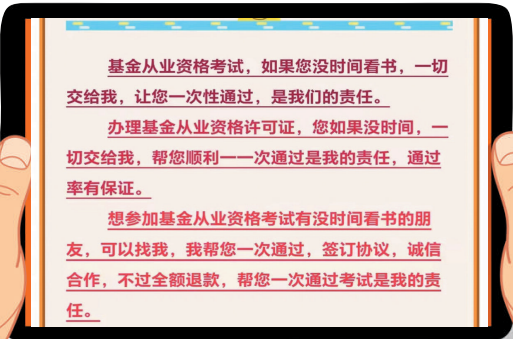 基金从业资格考试，如果您没时间看书，一切
交给我，让您一次性通过，是我们的责任。
办理基金从业资格许可证，您如果没时间，一
切交给我，帮您顺利一一次通过是我的责任，通过
率有保证。
想参加基金从业资格考试有没时间看书的朋
友，可以找我，我帮您一次通过，签订协议，诚信
合作，不过全额退款，帮您一次通过考试是我的责
任。